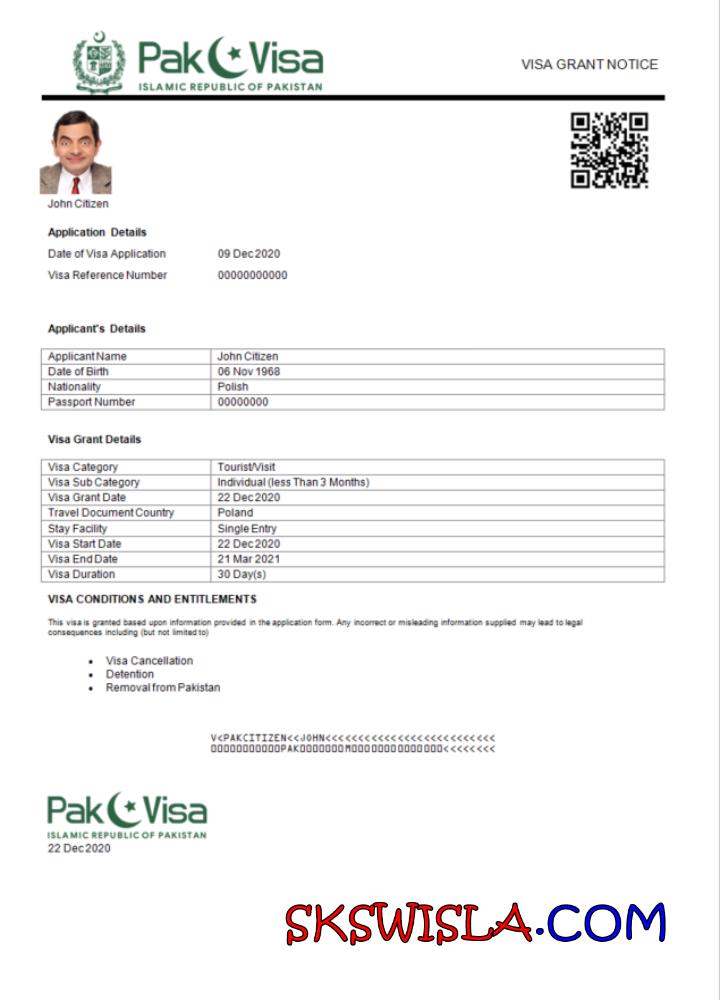 Pak Visa
ISLAMIC REPUBLIC OF PAKISTAN
VISA GRANT NOTICE
John Citizen
Application Details
Date of Visa Application 09 Dec 2020
Visa Reference Number 00000000000
Applicant's Details
Applicant Name John Citizen
Date of Birth 06 Nov 1968
Nationality Polish
Passport Number 00000000
Visa Grant Details
Visa Category Tourist/Visit
Visa Sub Category Individual (less Than 3 Months)
Visa Grant Date 22 Dec 2020
Travel Document Country Poland
Stay Facility Single Entry
Visa Start Date 22 Dec 2020
Visa End Date 21 Mar 2021
Visa Duration 30 Day(s)
VISA CONDITIONS AND ENTITLEMENTS
This visa is granted based upon information provided in the application form. Any incorrect or misleading information supplied may lead to legal
consequences including (but not limited to)
• Visa Cancellation
• Detention
• Removal from Pakistan
V<PAKCITIZEN<<JOHN<<<<<<<<<<<<<<<<<<<<<<<<<<
00000000000PAK0000000M000000000000000<<<<<<<<
Pak Visa
ISLAMIC REPUBLIC OF PAKISTAN
22 Dec 2020
SKSWISLA.COM